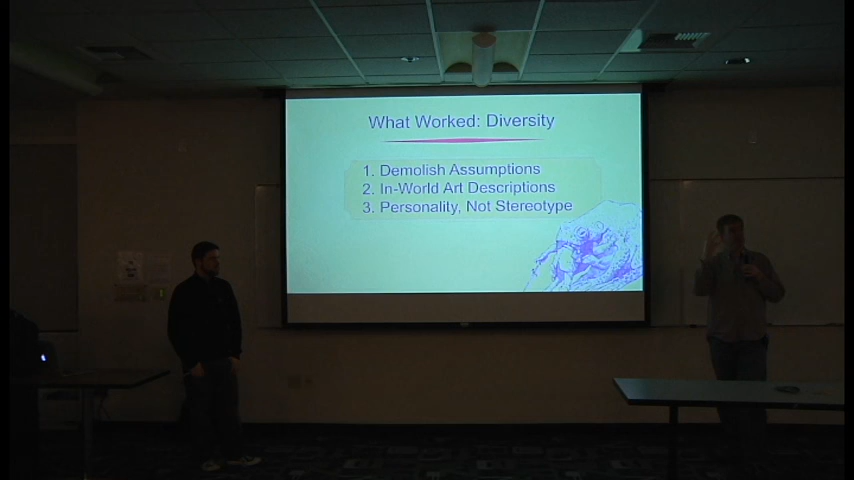 What Worked: Diversity
1. Demolish Assumptions
2. In-World Art Descriptions
3. Personality, Not Stereotype